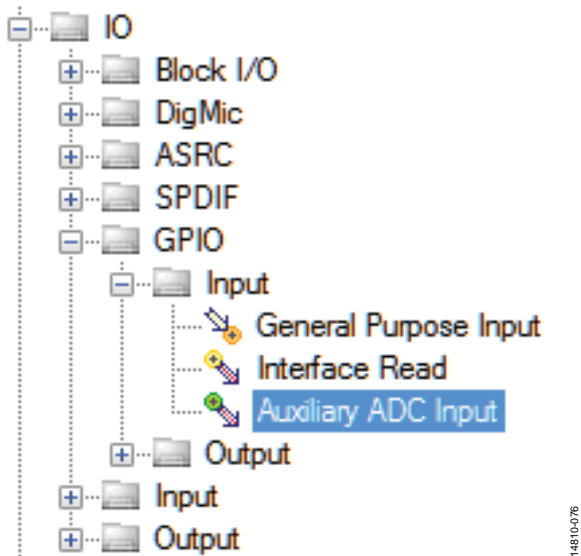 IO
Block I/O
DigMic
ASRC
SPDIF
GPIO
Input
General Purpose Input
Interface Read
Auxiliary ADC Input
Output
Input
Output
14810-076